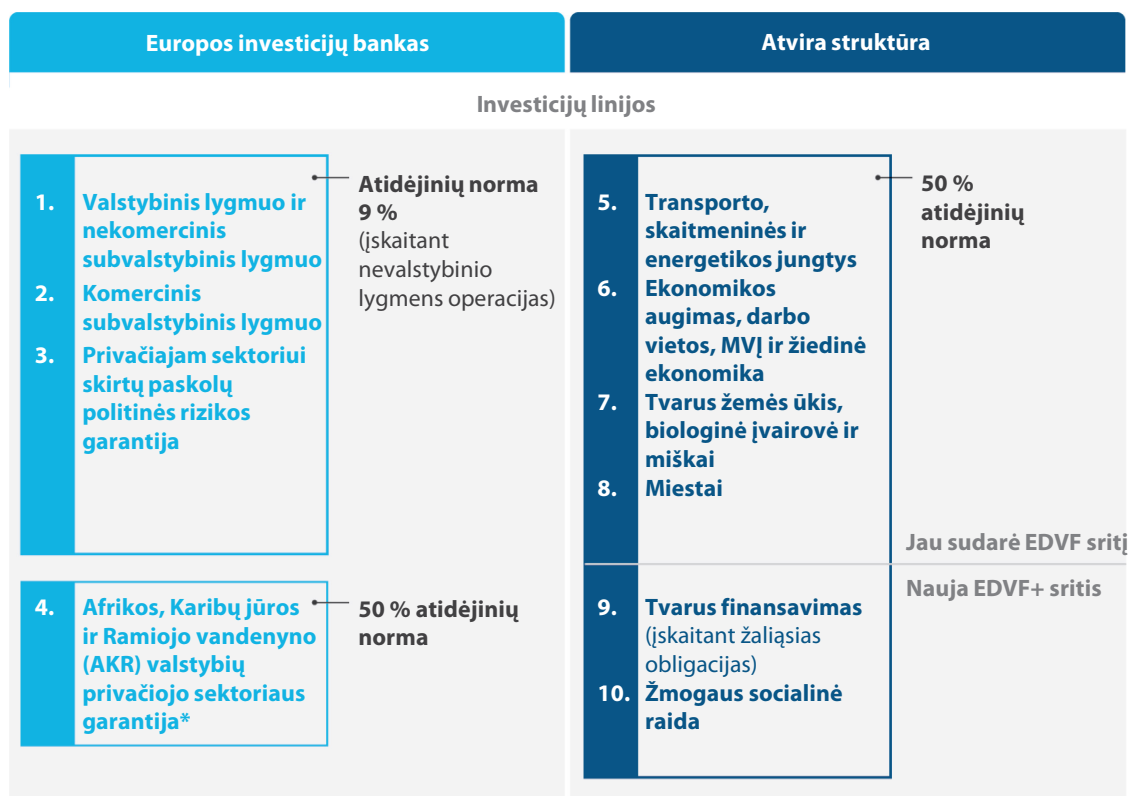 Europos investicijų bankas
Atvira struktūra
Investicijų linijos
1. Valstybinis lygmuo ir
nekomercinis
subvalstybinis lygmuo
2. Komercinis
subvalstybinis lygmuo
3. Privačiajam sektoriui
skirtų paskolų
politinės rizikos
garantija
Atidėjinių norma
9 %
(įskaitant
nevalstybinio
lygmens operacijas)
4. Afrikos, Karibų jūros
ir Ramiojo vandenyno
(AKR) valstybių
privačiojo sektoriaus
garantija*
50 % atidėjinių
norma
5. Transporto,
skaitmeninės ir
energetikos jungtys
6. Ekonomikos
augimas, darbo
vietos, MVĮ ir žiedinė
ekonomika
7. Tvarus žemės ūkis,
biologinė įvairovė ir
miškai
8. Miestai
50 %
atidėjinių
norma
Jau sudarė EDVF sritį
Nauja EDVF+ sritis
9. Tvarus finansavimas
(įskaitant žaliąsias
obligacijas)
10. Žmogaus socialinė
raida